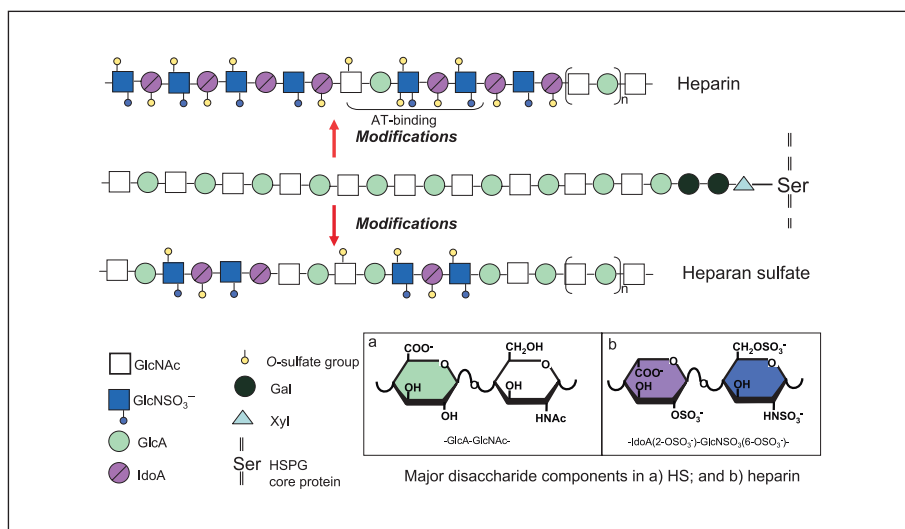 Heparin
n
AT-binding
Modifications
Ser
Modifications
Heparan sulfate
n
GlcNAc
GlcNSO₃⁻
GlcA
IdoA
O-sulfate group
Gal
Xyl
Ser
HSPG
core protein
a
COO⁻
O
OH
OH
O
CH₂OH
O
OH
HNAc
-GlcA-GlcNAc-
b
O
COO⁻
OH
OSO₃⁻
O
CH₂OSO₃⁻
O
OH
HNSO₃⁻
-IdoA(2-OSO₃⁻)-GlcNSO₃(6-OSO₃⁻)-
Major disaccharide components in a) HS; and b) heparin